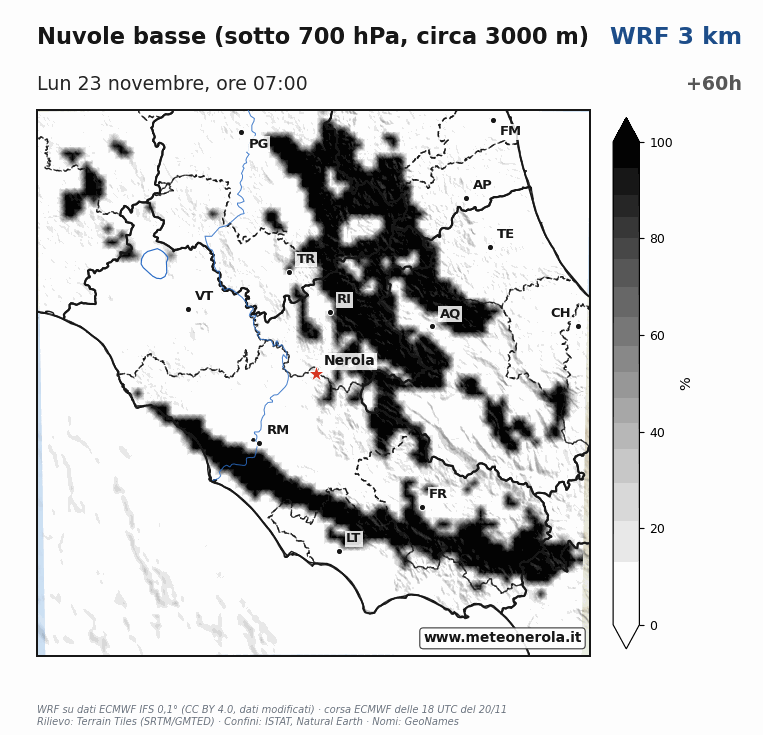 Nuvole basse (sotto 700 hPa, circa 3000 m) WRF 3 km
Lun 23 novembre, ore 07:00 +60h
FM
PG
AP
TE
TR
VT
RI
AQ
CH
Nerola
RM
FR
LT
www.meteonerola.it
100
80
60
40
20
0
%
WRF su dati ECMWF IFS 0,1° (CC BY 4.0, dati modificati) · corsa ECMWF delle 18 UTC del 20/11
Rilievo: Terrain Tiles (SRTM/GMTED) · Confini: ISTAT, Natural Earth · Nomi: GeoNames